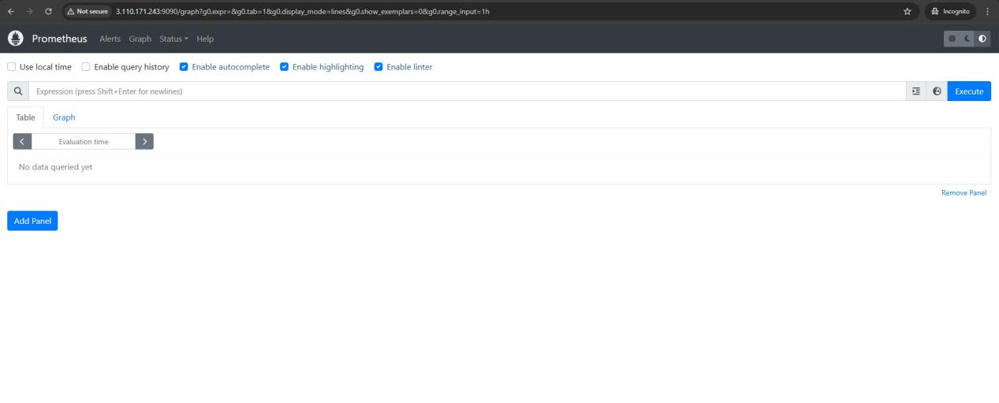 Not secure 3.110.171.243:9090/graph?g0.expr=&g0.tab=1&g0.display_mode=lines&g0.show_exemplars=0&g0.range_input=1h Incognito
Prometheus Alerts Graph Status Help
Use local time Enable query history Enable autocomplete Enable highlighting Enable linter
Expression (press Shift+Enter for newlines) Execute
Table Graph
Evaluation time
No data queried yet
Remove Panel
Add Panel